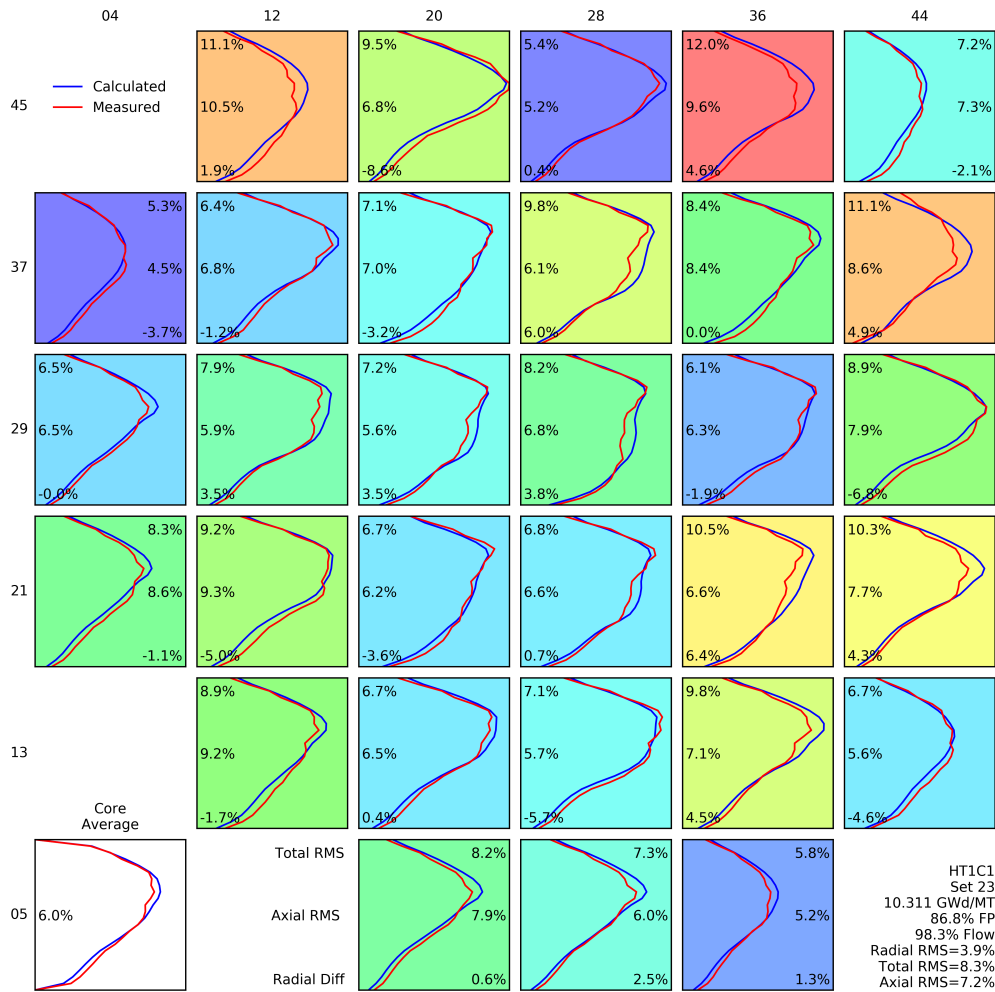 04 12 20 28 36 44
11.1% 9.5% 5.4% 12.0% 7.2%
Calculated
Measured
45 10.5% 6.8% 5.2% 9.6% 7.3%
1.9% -8.6% 0.4% 4.6% -2.1%
5.3% 6.4% 7.1% 9.8% 8.4% 11.1%
37 4.5% 6.8% 7.0% 6.1% 8.4% 8.6%
-3.7% -1.2% -3.2% 6.0% 0.0% 4.9%
6.5% 7.9% 7.2% 8.2% 6.1% 8.9%
29 6.5% 5.9% 5.6% 6.8% 6.3% 7.9%
-0.0% 3.5% 3.5% 3.8% -1.9% -6.8%
8.3% 9.2% 6.7% 6.8% 10.5% 10.3%
21 8.6% 9.3% 6.2% 6.6% 6.6% 7.7%
-1.1% -5.0% -3.6% 0.7% 6.4% 4.3%
8.9% 6.7% 7.1% 9.8% 6.7%
13 9.2% 6.5% 5.7% 7.1% 5.6%
-1.7% 0.4% -5.7% 4.5% -4.6%
Core
Average
Total RMS 8.2% 7.3% 5.8%
05 6.0% Axial RMS 7.9% 6.0% 5.2%
Radial Diff 0.6% 2.5% 1.3%
HT1C1
Set 23
10.311 GWd/MT
86.8% FP
98.3% Flow
Radial RMS=3.9%
Total RMS=8.3%
Axial RMS=7.2%